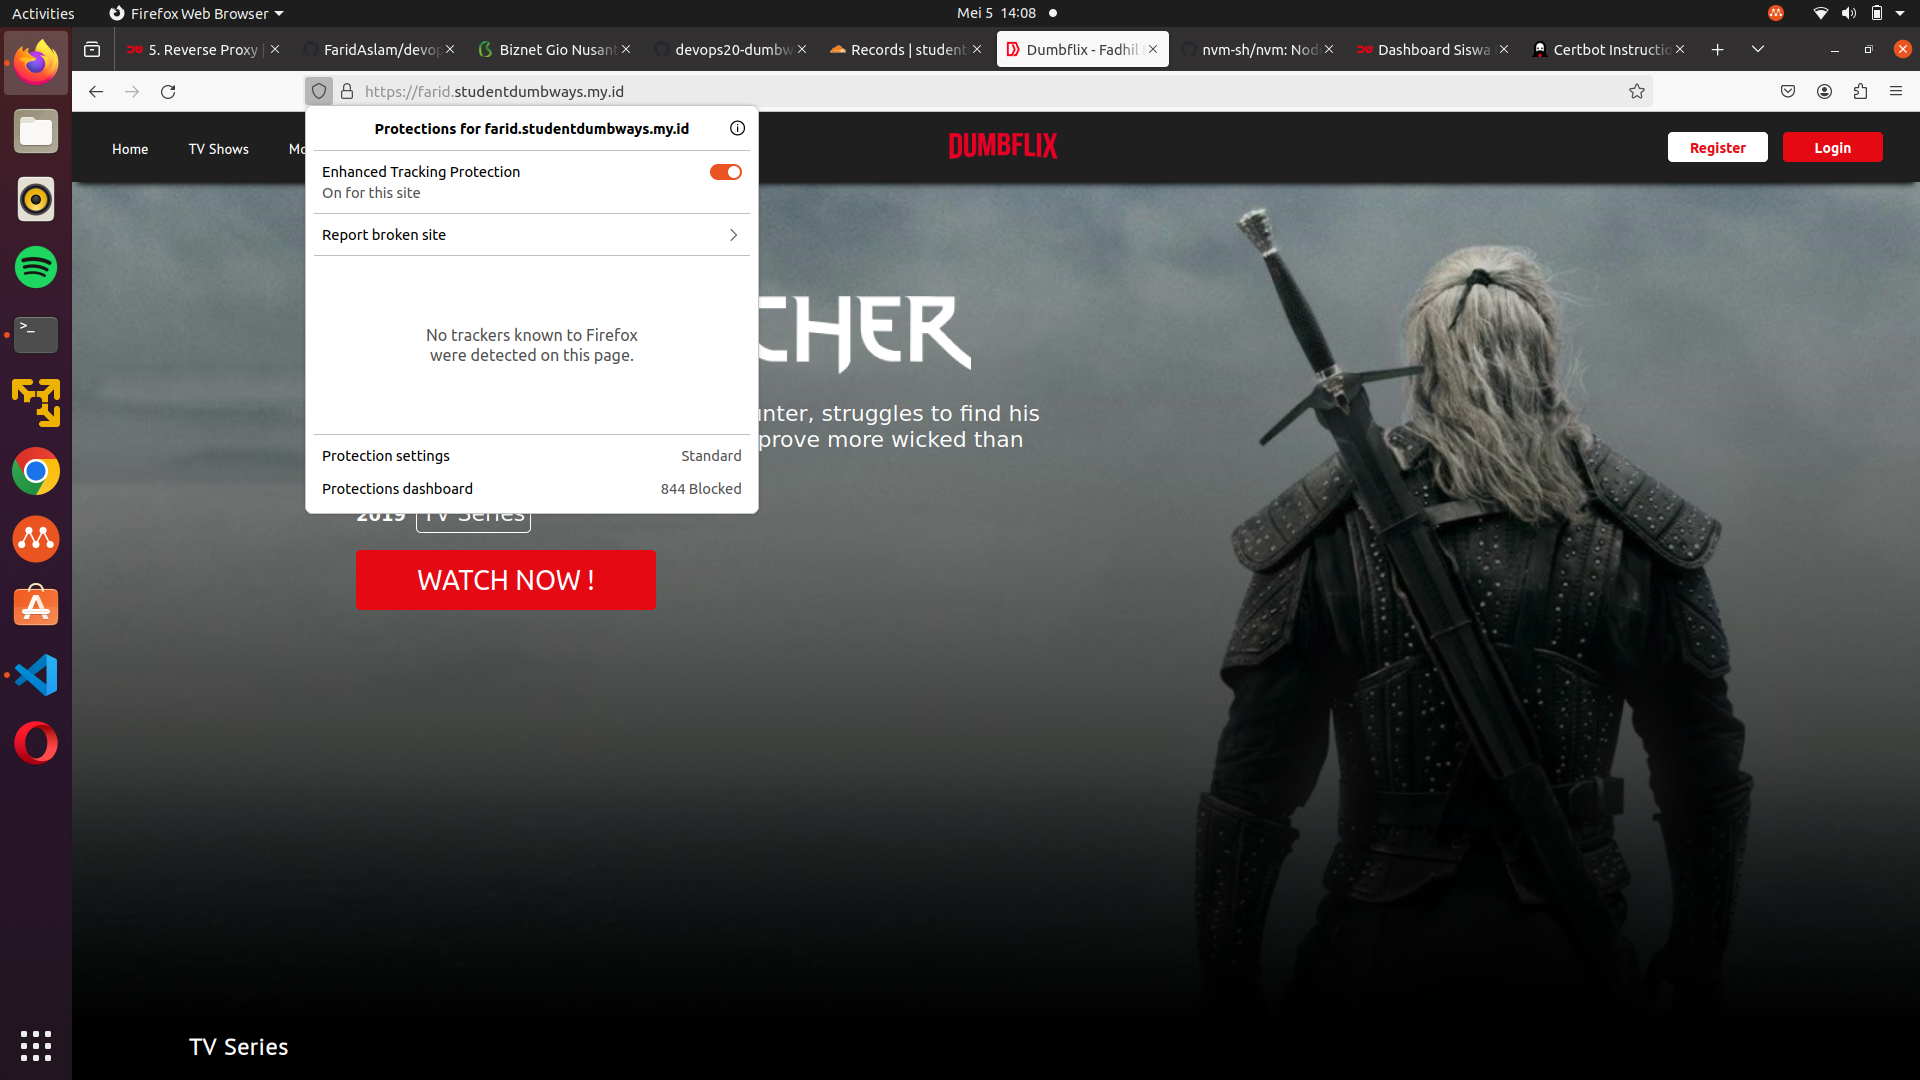 Activities
Firefox Web Browser
Mei 5 14:08
5. Reverse Proxy |
FaridAslam/devop
Biznet Gio Nusant
devops20-dumbw
Records | student
Dumbflix - Fadhil
nvm-sh/nvm: Nod
Dashboard Siswa
Certbot Instructio
https://farid.studentdumbways.my.id
Protections for farid.studentdumbways.my.id
Enhanced Tracking Protection
On for this site
Report broken site
No trackers known to Firefox
were detected on this page.
Protection settings
Standard
Protections dashboard
844 Blocked
Home
TV Shows
Mo
DUMBFLIX
Register
Login
CHER
unter, struggles to find his
prove more wicked than
2019 TV Series
WATCH NOW !
TV Series